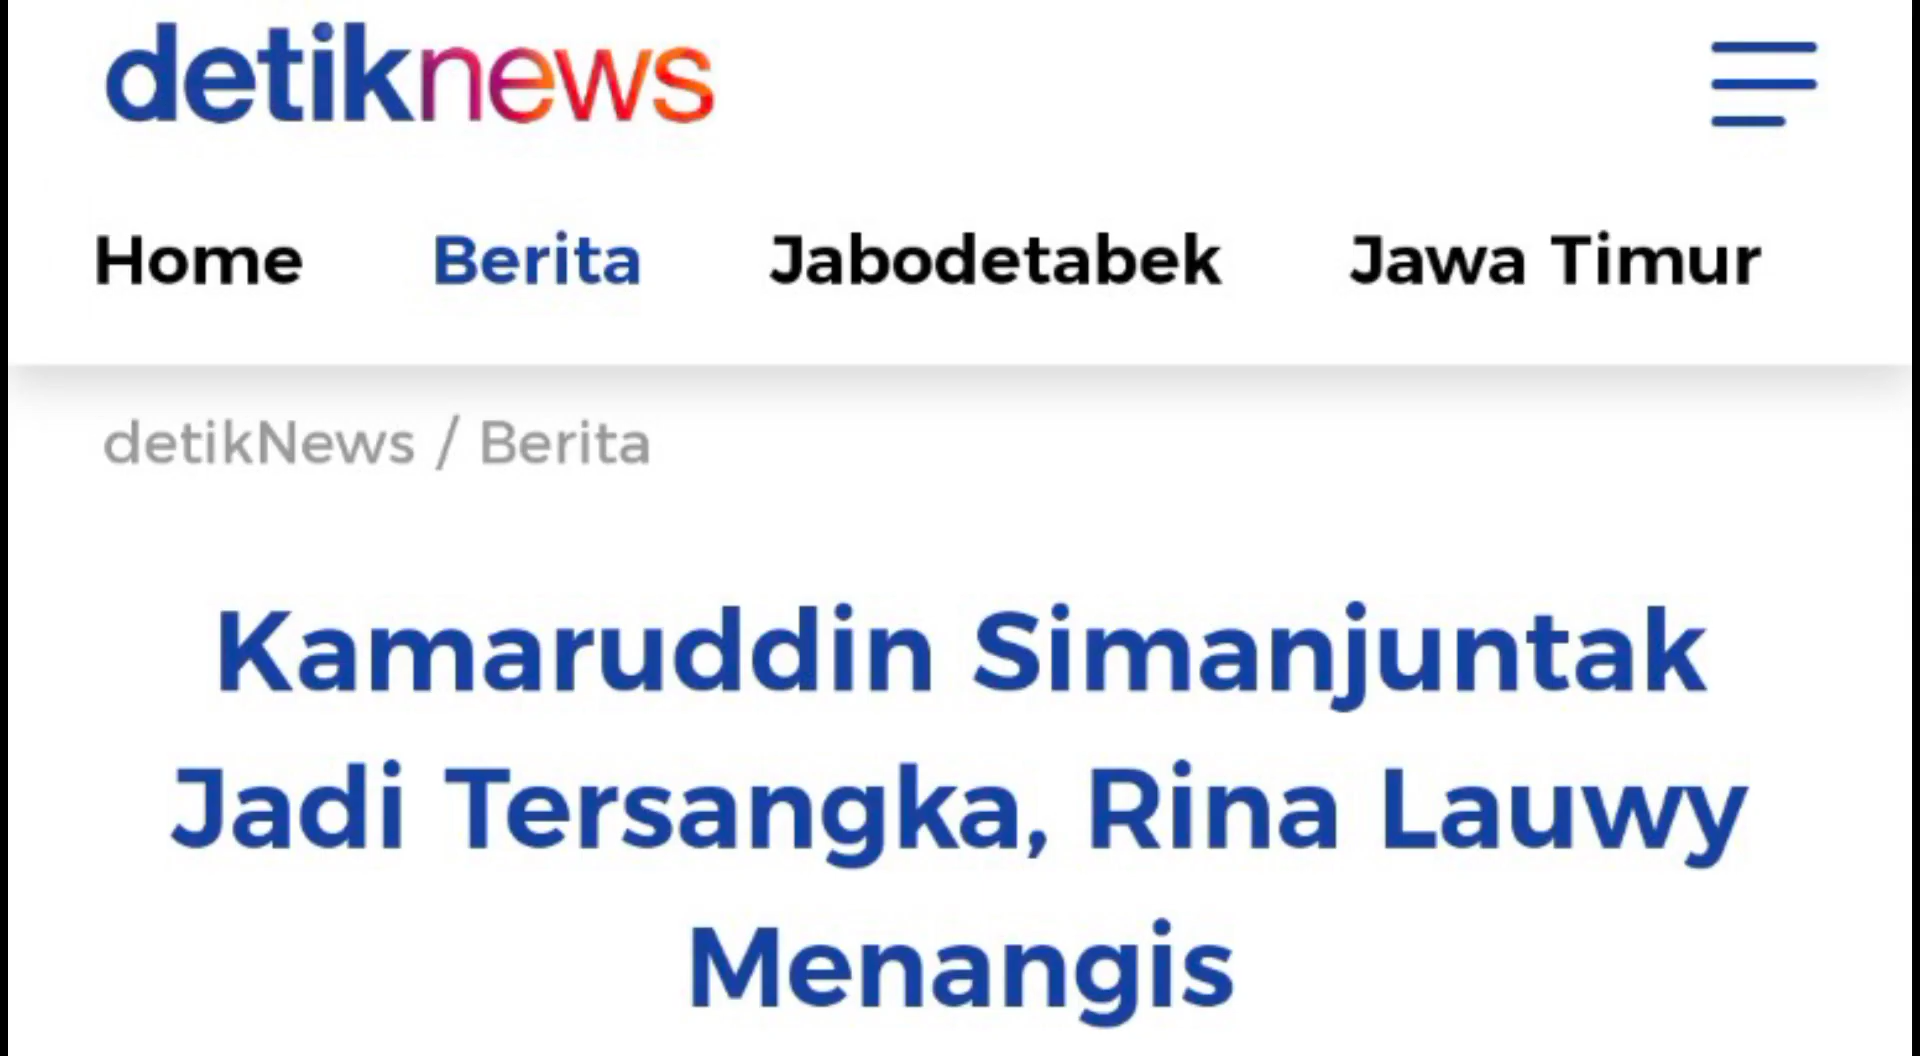 detiknews
Home Berita Jabodetabek Jawa Timur
detikNews / Berita
Kamaruddin Simanjuntak
Jadi Tersangka, Rina Lauwy
Menangis